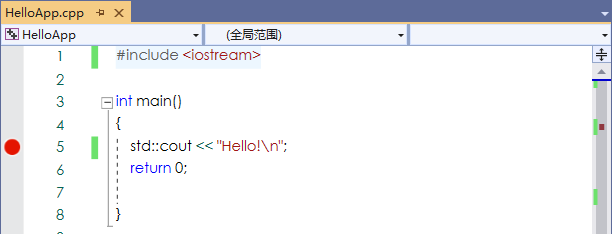 HelloApp.cpp
HelloApp (全局范围)
1 #include <iostream>
2
3 int main()
4 {
5 std::cout << "Hello!\n";
6 return 0;
7
8 }